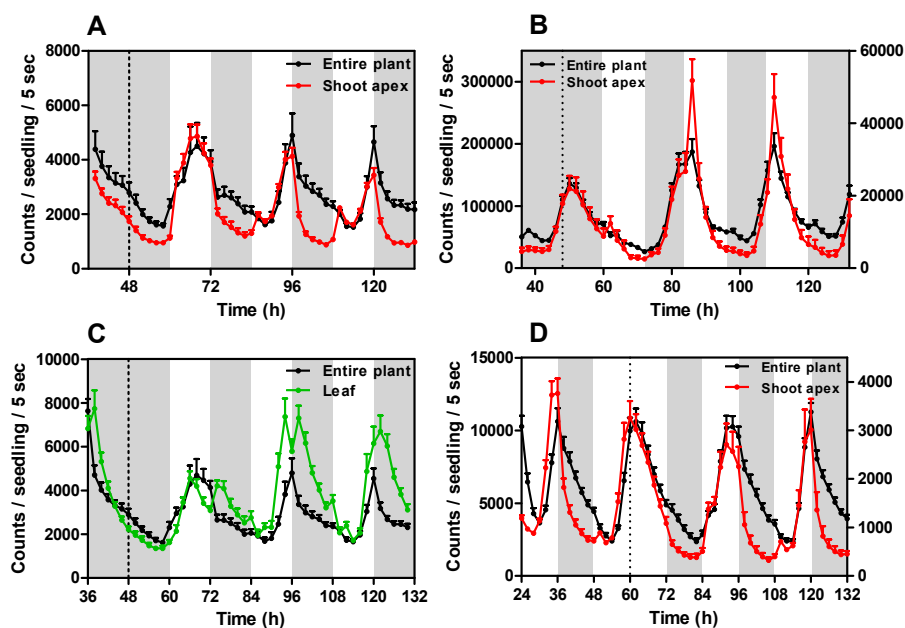 A
B
8000
6000
4000
2000
0
Counts / seedling / 5 sec
Entire plant
Shoot apex
48
72
96
120
Time (h)
300000
200000
100000
0
Counts / seedling / 5 sec
Entire plant
Shoot apex
60000
40000
20000
0
40
60
80
100
120
Time (h)
C
D
10000
8000
6000
4000
2000
0
Counts / seedling / 5 sec
Entire plant
Leaf
36
48
60
72
84
96
108
120
132
Time (h)
15000
10000
5000
0
Counts / seedling / 5 sec
Entire plant
Shoot apex
4000
3000
2000
1000
0
24
36
48
60
72
84
96
108
120
132
Time (h)